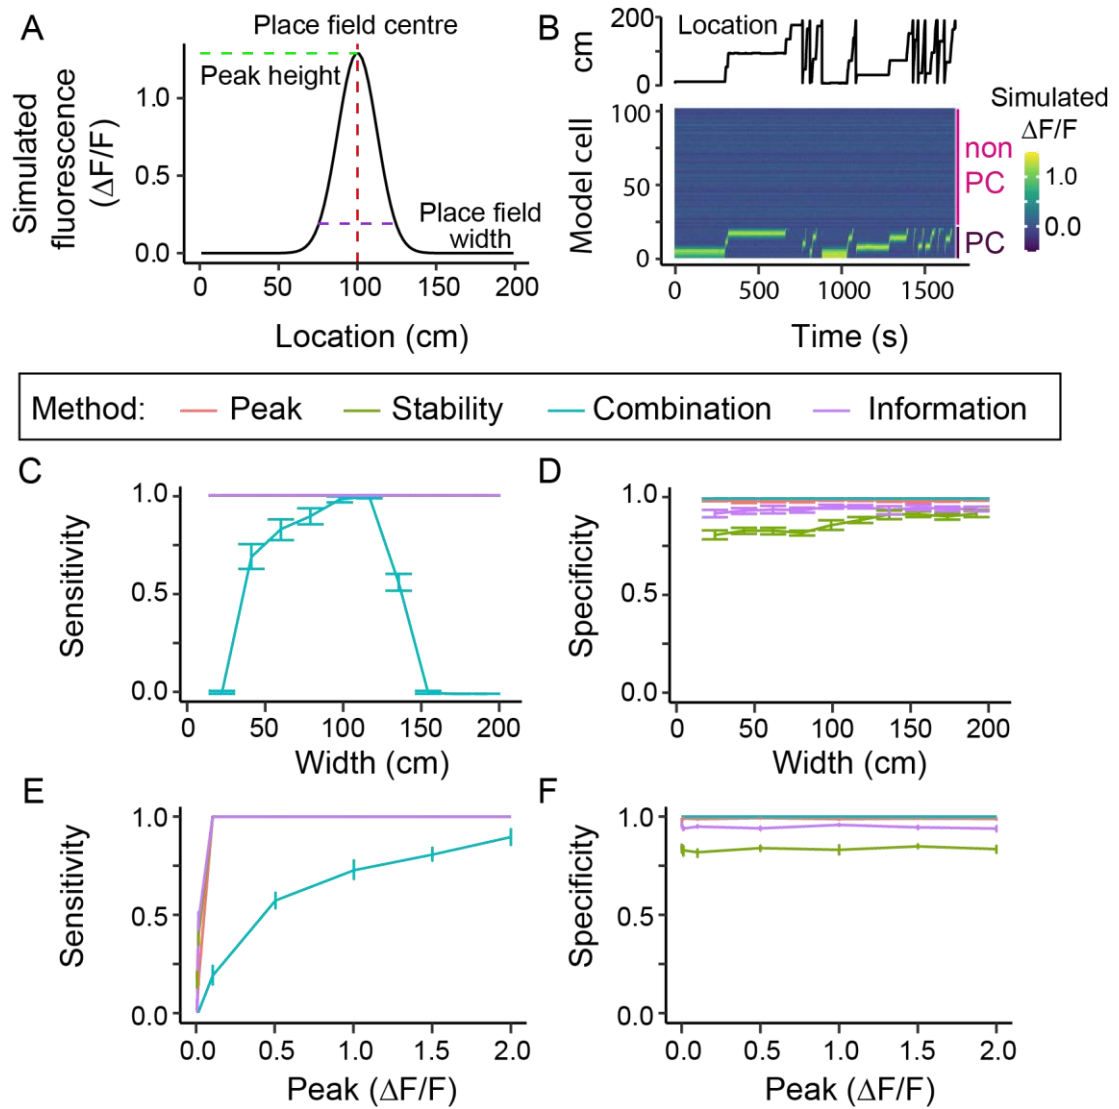 A
Place field centre
Peak height
Place field
width
1.0
0.5
0.0
Simulated
fluorescence
(ΔF/F)
0 50 100 150 200
Location (cm)
B
200
0
cm
Location
100
50
0
Model cell
non
PC
PC
Simulated
ΔF/F
1.0
0.0
0 500 1000 1500
Time (s)
Method: Peak Stability Combination Information
C
1.0
0.5
0.0
Sensitivity
0 50 100 150 200
Width (cm)
D
1.0
0.5
0.0
Specificity
0 50 100 150 200
Width (cm)
E
1.0
0.5
0.0
Sensitivity
0.0 0.5 1.0 1.5 2.0
Peak (ΔF/F)
F
1.0
0.5
0.0
Specificity
0.0 0.5 1.0 1.5 2.0
Peak (ΔF/F)